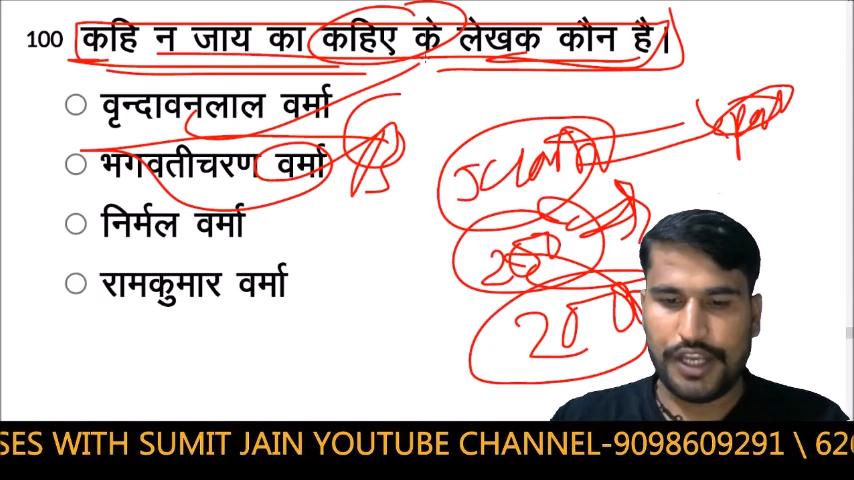 100 कहि न जाय का कहिए के लेखक कौन है।
वृन्दावनलाल वर्मा
भगवतीचरण वर्मा
निर्मल वर्मा
रामकुमार वर्मा
SES WITH SUMIT JAIN YOUTUBE CHANNEL-9098609291 \ 626